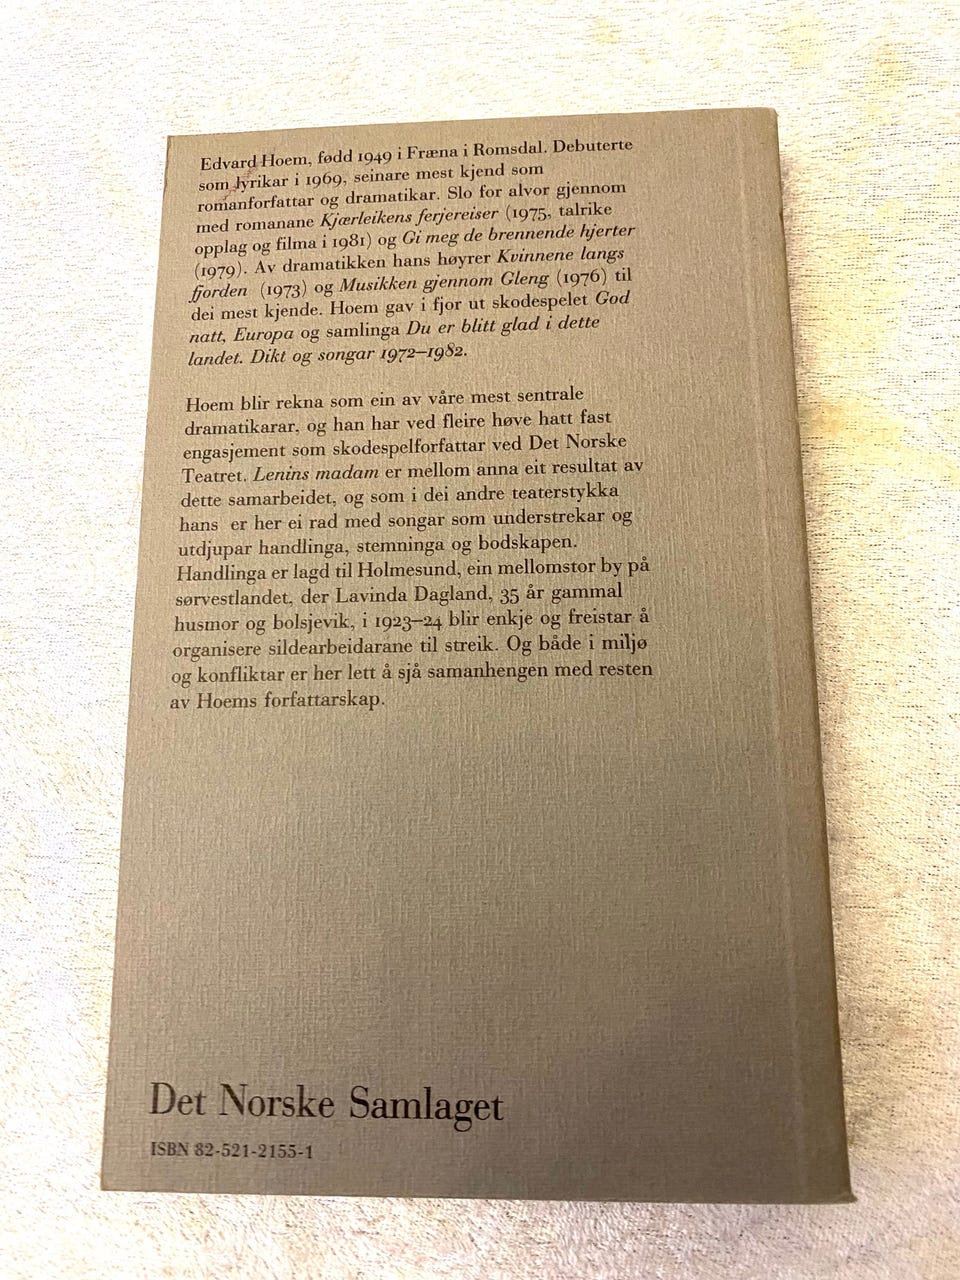 Edvard Hoem, fødd 1949 i Fræna i Romsdal. Debuterte
som lyrikar i 1969, seinare mest kjend som
romanforfattar og dramatikar. Slo for alvor gjennom
med romanane Kjærleikens ferjereiser (1975, talrike
opplag og filma i 1981) og Gi meg de brennende hjerter
(1979). Av dramatikken hans høyrer Kvinnene langs
fjorden (1973) og Musikken gjennom Gleng (1976) til
dei mest kjende. Hoem gav i fjor ut skodespelet God
natt, Europa og samlinga Du er blitt glad i dette
landet. Dikt og songar 1972–1982.
Hoem blir rekna som ein av våre mest sentrale
dramatikarar, og han har ved fleire høve hatt fast
engasjement som skodespelforfattar ved Det Norske
Teatret. Lenins madam er mellom anna eit resultat av
dette samarbeidet, og som i dei andre teaterstykka
hans er her ei rad med songar som understrekar og
utdjupar handlinga, stemninga og bodskapen.
Handlinga er lagd til Holmesund, ein mellomstor by på
sørvestlandet, der Lavinda Dagland, 35 år gammal
husmor og bolsjevik, i 1923–24 blir enkje og freistar å
organisere sildearbeidarane til streik. Og både i miljø
og konfliktar er her lett å sjå samanhengen med resten
av Hoems forfattarskap.
Det Norske Samlaget
ISBN 82-521-2155-1